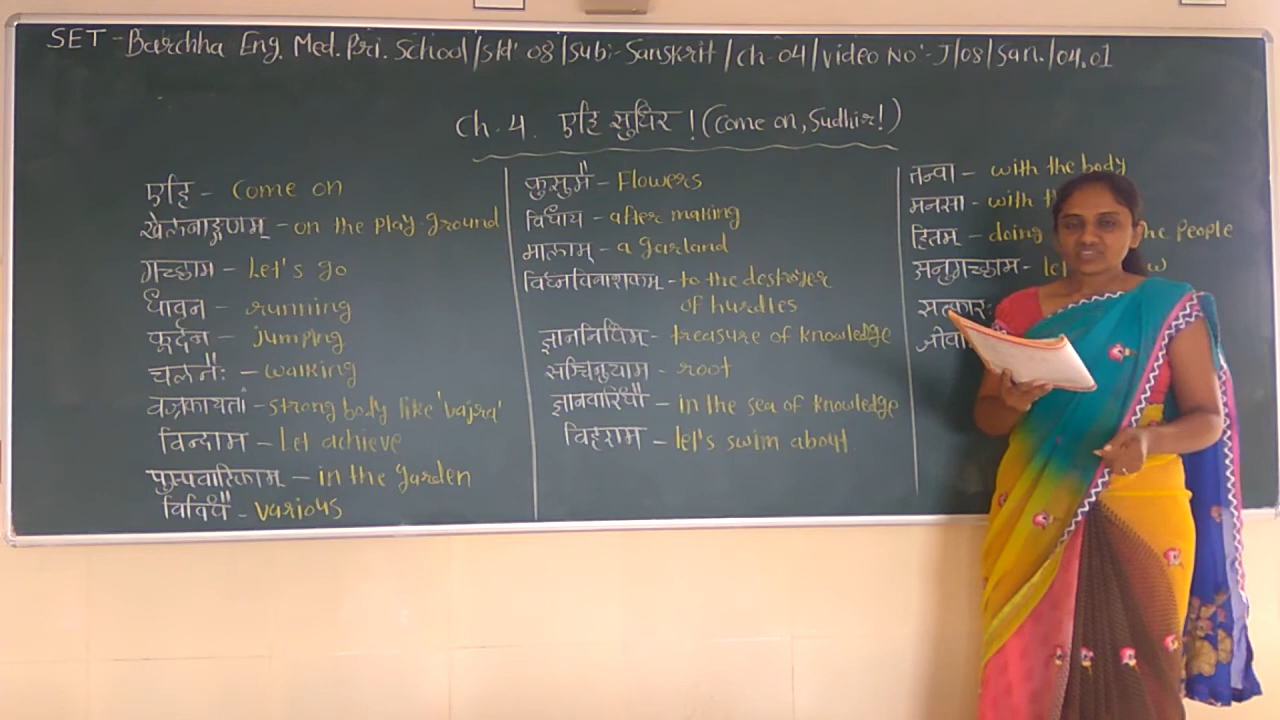 SET - Barchha Eng. Med. Pri. School/Std' 08/Sub:- Sanskrit/Ch-04/Video No'-J/08/San./04.01
Ch. 4. एहि सुधिर ! (Come on, Sudhir!)
एहि - come on
खेलनाङ्गणम् - on the play ground
गच्छाम - Let's go
धावन - running
कुर्दन - jumping
चलनैः - walking
वज्रकायतां - strong body like 'vajra'
विन्दाम - Let achieve
पुष्पवाटिकाम् - in the garden
विविधै - various
कुसुमै - Flowers
विधाय - after making
मालाम् - a garland
विघ्नविनाशकम् - to the destroyer
of hurdles
ज्ञाननिधिम् - treasure of knowledge
सञ्चिनुयाम - root
ज्ञानवारिधौ - in the sea of knowledge
विहराम - let's swim about
तन्वा - with the body
मनसा - with
हितम् - doing he people
अनुगच्छाम -
सत्कार